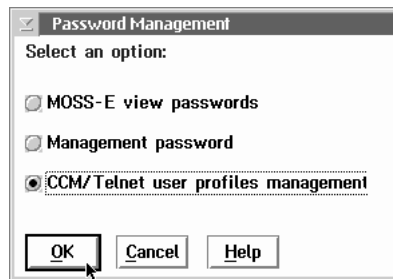 Password Management
Select an option:
MOSS-E view passwords
Management password
CCM/Telnet user profiles management
OK Cancel Help